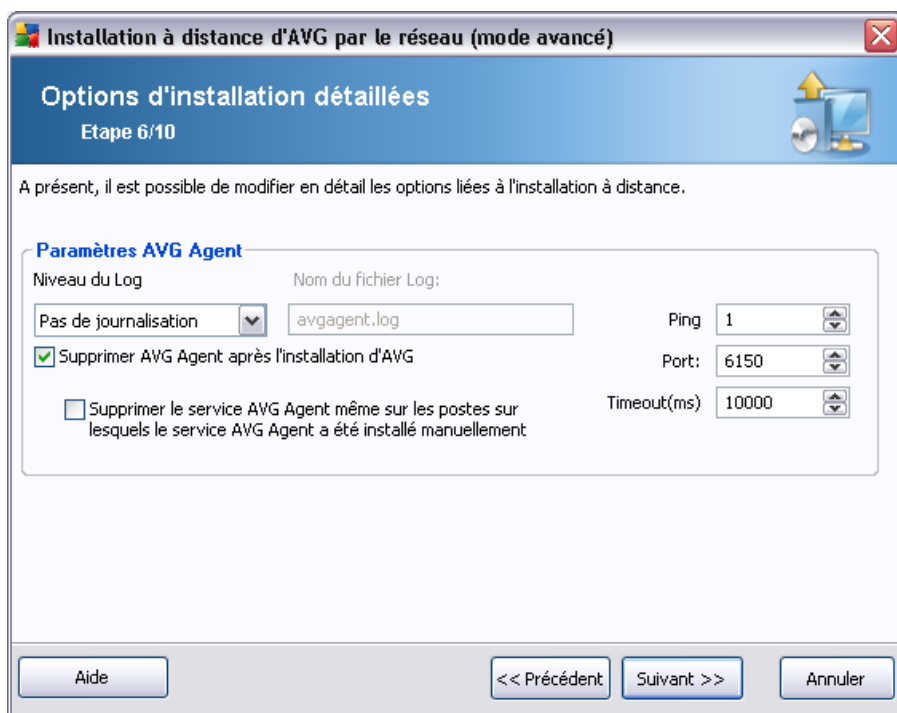 Installation à distance d'AVG par le réseau (mode avancé)
Options d'installation détaillées
Etape 6/10
A présent, il est possible de modifier en détail les options liées à l'installation à distance.
Paramètres AVG Agent
Niveau du Log
Nom du fichier Log:
Pas de journalisation
avgagent.log
Ping
1
Supprimer AVG Agent après l'installation d'AVG
Port:
6150
Supprimer le service AVG Agent même sur les postes sur
lesquels le service AVG Agent a été installé manuellement
Timeout(ms)
10000
Aide
<< Précédent
Suivant >>
Annuler